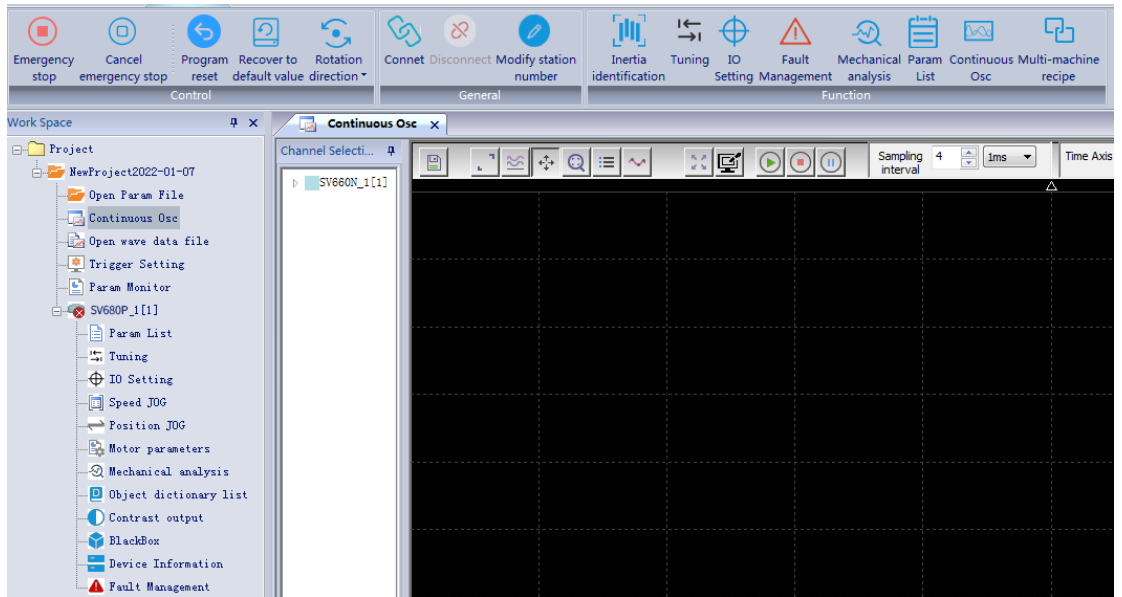 Emergency stop
Cancel emergency stop
Program reset
Recover to default value
Rotation direction
Control
Connet
Disconnect
Modify station number
General
Inertia identification
Tuning
IO Setting
Fault Management
Mechanical analysis
Param List
Continuous Osc
Multi-machine recipe
Function
Work Space
Project
NewProject2022-01-07
Open Param File
Continuous Osc
Open wave data file
Trigger Setting
Param Monitor
SV680P_1[1]
Param List
Tuning
IO Setting
Speed JOG
Position JOG
Motor parameters
Mechanical analysis
Object dictionary list
Contrast output
BlackBox
Device Information
Fault Management
Continuous Osc x
Channel Selecti...
SV660N_1[1]
Sampling interval 4 1ms
Time Axis